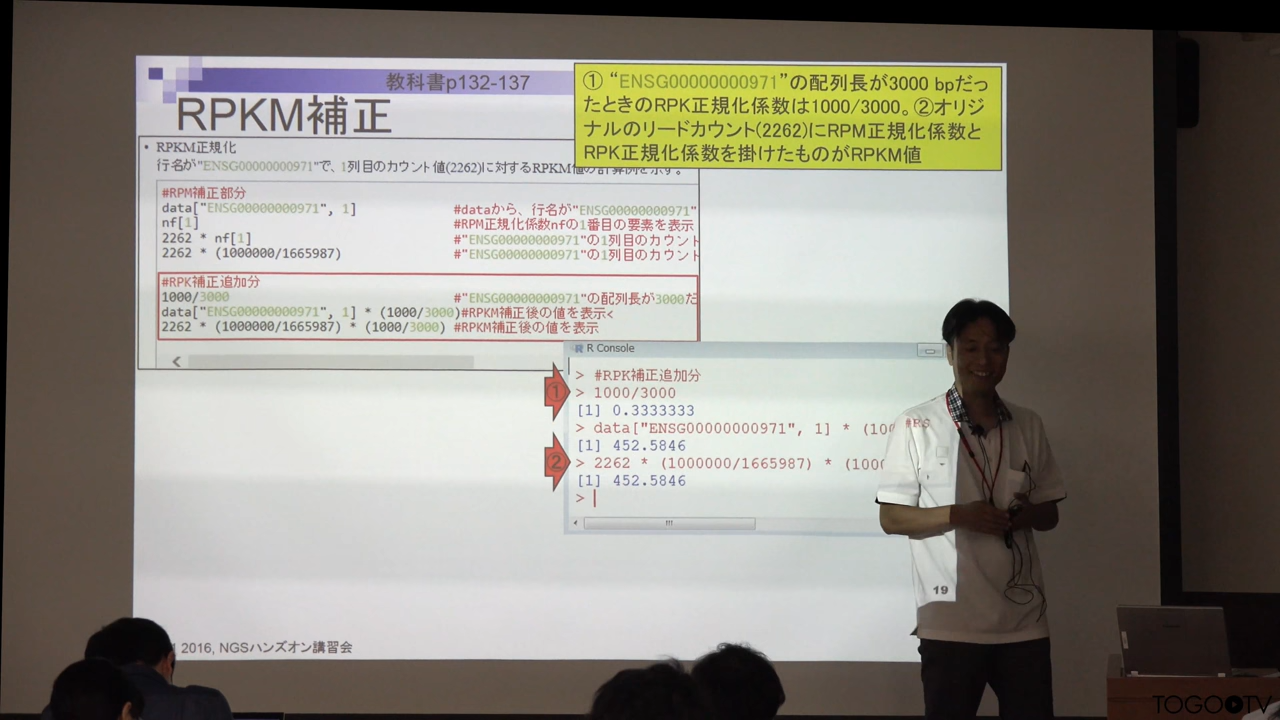 教科書p132-137
RPKM補正
① “ENSG00000000971”の配列長が3000 bpだっ
たときのRPK正規化係数は1000/3000。②オリジ
ナルのリードカウント(2262)にRPM正規化係数と
RPK正規化係数を掛けたものがRPKM値
• RPKM正規化
行名が"ENSG00000000971"で、1列目のカウント値(2262)に対するRPKM値の計算例を示す。
#RPM補正部分
data["ENSG00000000971", 1] #dataから、行名が"ENSG00000000971"
nf[1] #RPM正規化係数nfの1番目の要素を表示
2262 * nf[1] #"ENSG00000000971"の1列目のカウント
2262 * (1000000/1665987) #"ENSG00000000971"の1列目のカウント
#RPK補正追加分
1000/3000 #"ENSG00000000971"の配列長が3000だ
data["ENSG00000000971", 1] * (1000/3000)#RPKM補正後の値を表示<
2262 * (1000000/1665987) * (1000/3000) #RPKM補正後の値を表示
R Console
> #RPK補正追加分
① > 1000/3000
[1] 0.3333333
> data["ENSG00000000971", 1] * (100 #RS
[1] 452.5846
② > 2262 * (1000000/1665987) * (1000
[1] 452.5846
>
19
2016, NGSハンズオン講習会
TOGOTV